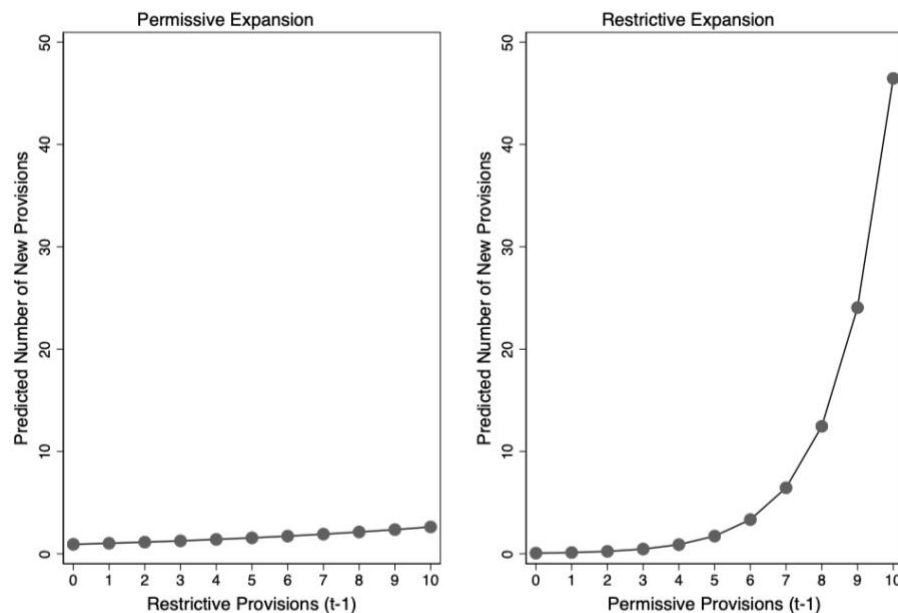 Permissive Expansion
Predicted Number of New Provisions
50
40
30
20
10
0
0 1 2 3 4 5 6 7 8 9 10
Restrictive Provisions (t-1)
Restrictive Expansion
Predicted Number of New Provisions
50
40
30
20
10
0
0 1 2 3 4 5 6 7 8 9 10
Permissive Provisions (t-1)